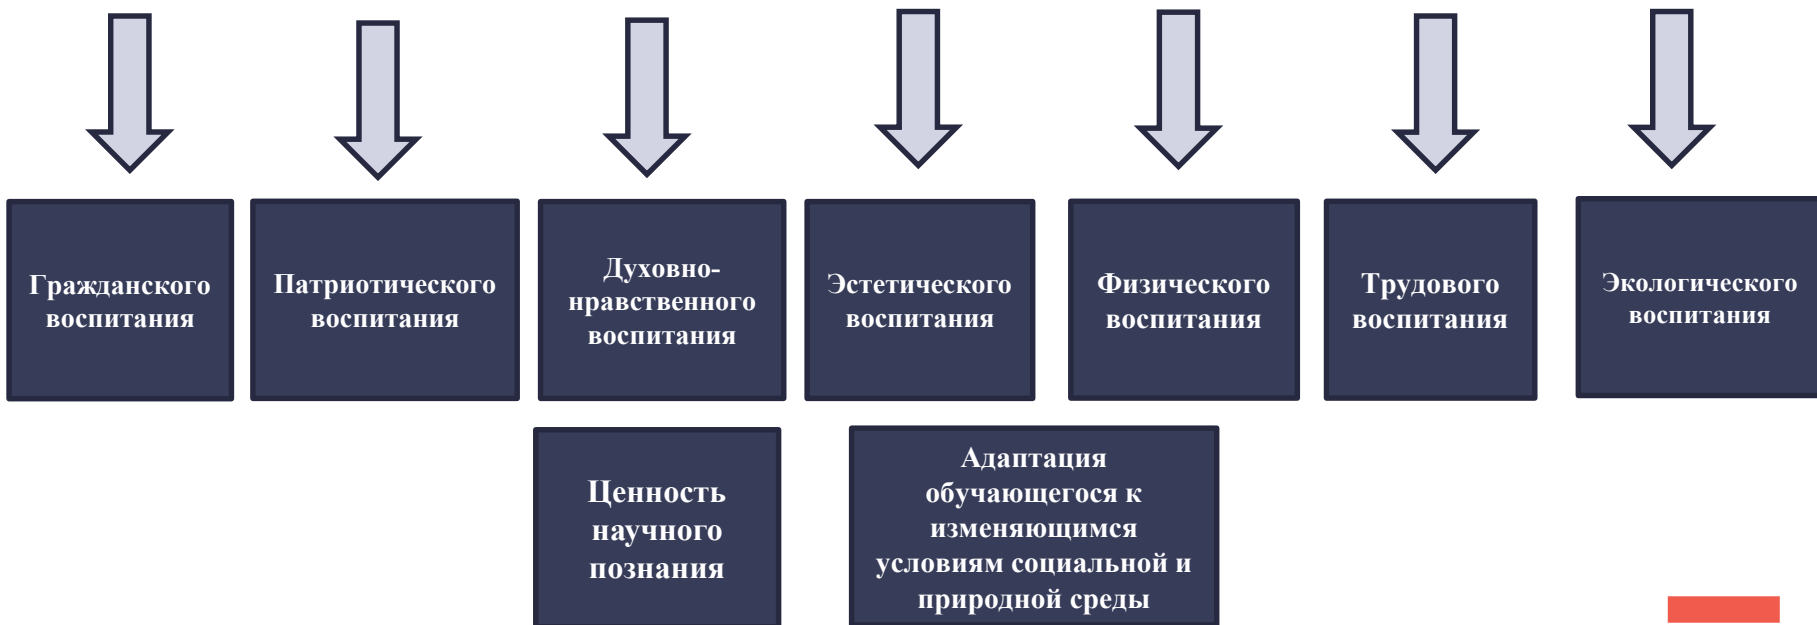 Гражданского
воспитания
Патриотического
воспитания
Духовно-
нравственного
воспитания
Эстетического
воспитания
Физического
воспитания
Трудового
воспитания
Экологического
воспитания
Ценность
научного
познания
Адаптация
обучающегося к
изменяющимся
условиям социальной и
природной среды